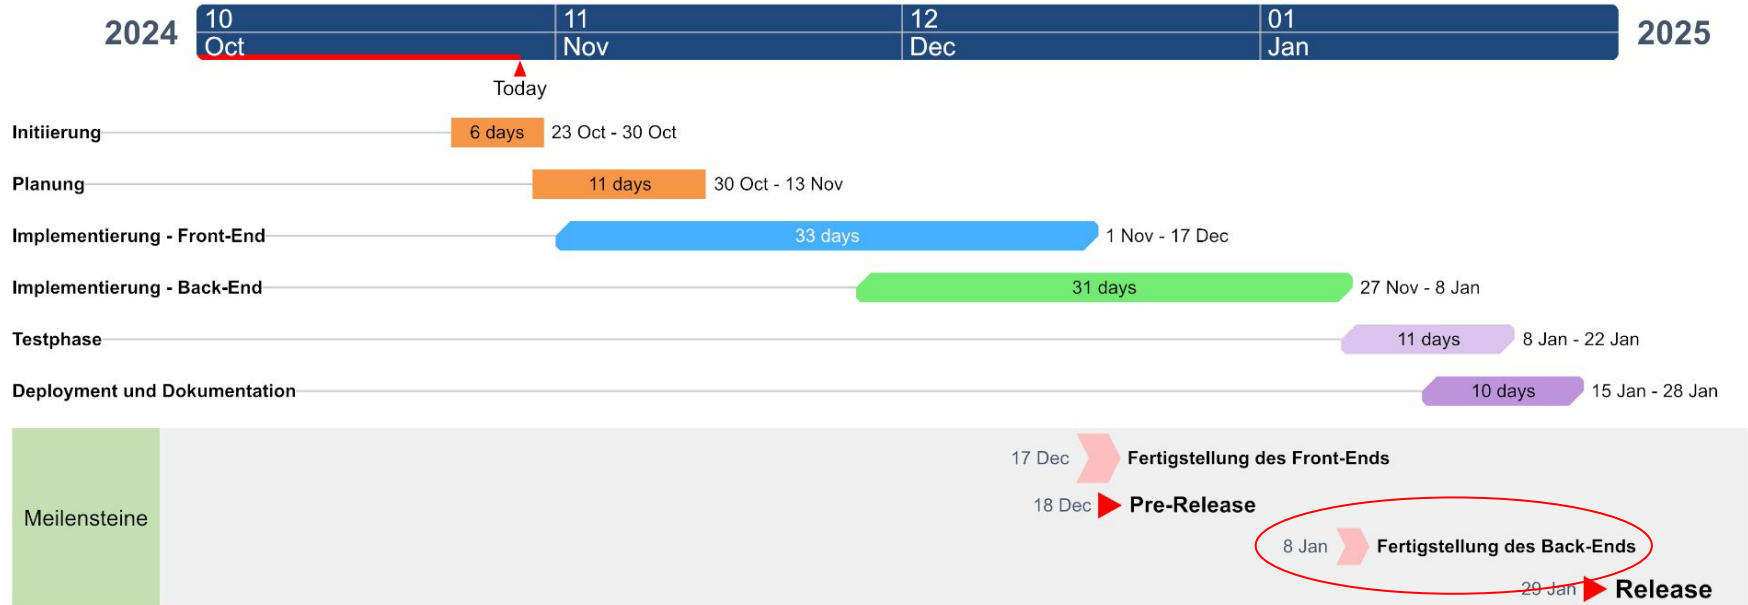 2024
10 11 12 01
Oct Nov Dec Jan
2025
Today
Initiierung 6 days 23 Oct - 30 Oct
Planung 11 days 30 Oct - 13 Nov
Implementierung - Front-End 33 days 1 Nov - 17 Dec
Implementierung - Back-End 31 days 27 Nov - 8 Jan
Testphase 11 days 8 Jan - 22 Jan
Deployment und Dokumentation 10 days 15 Jan - 28 Jan
Meilensteine
17 Dec Fertigstellung des Front-Ends
18 Dec Pre-Release
8 Jan Fertigstellung des Back-Ends
29 Jan Release